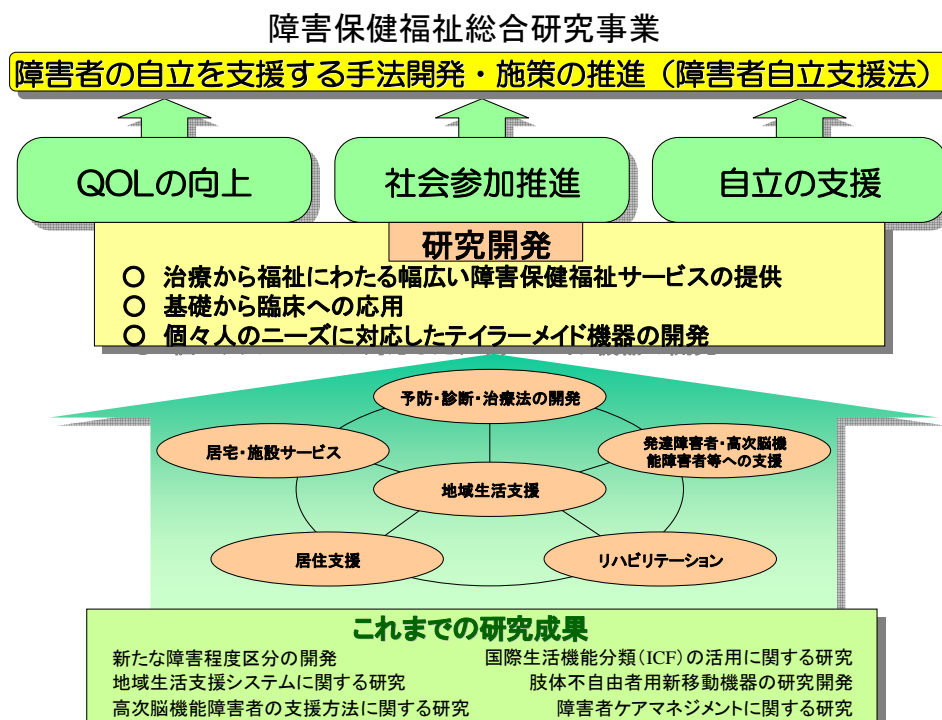 障害保健福祉総合研究事業
障害者の自立を支援する手法開発・施策の推進（障害者自立支援法）
QOLの向上
社会参加推進
自立の支援
研究開発
○　治療から福祉にわたる幅広い障害保健福祉サービスの提供
○　基礎から臨床への応用
○　個々人のニーズに対応したテイラーメイド機器の開発
予防・診断・治療法の開発
居宅・施設サービス
発達障害者・高次脳機
能障害者等への支援
地域生活支援
居住支援
リハビリテーション
これまでの研究成果
新たな障害程度区分の開発
国際生活機能分類（ICF）の活用に関する研究
地域生活支援システムに関する研究
肢体不自由者用新移動機器の研究開発
高次脳機能障害者の支援方法に関する研究
障害者ケアマネジメントに関する研究